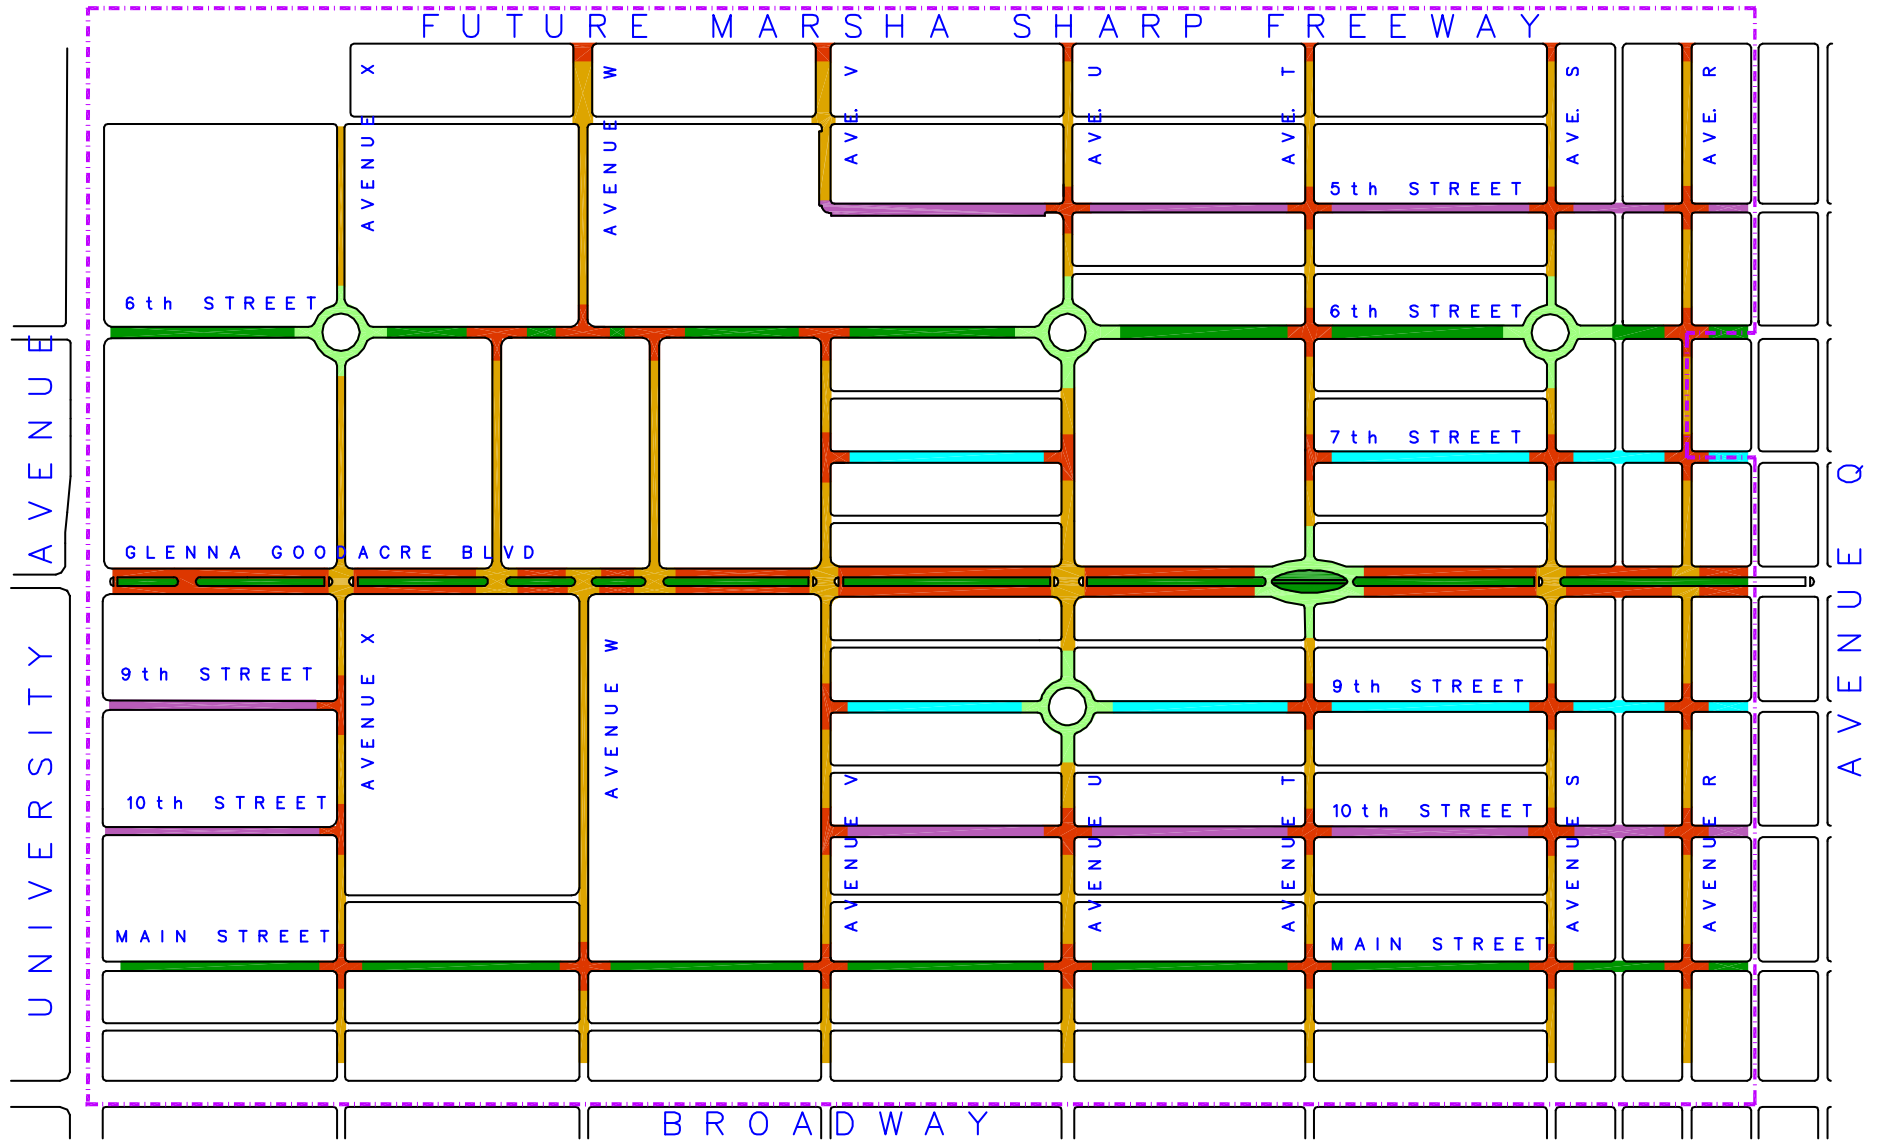 FUTURE MARSHA SHARP FREEWAY
AVENUE X
AVENUE W
AVE. V
AVE. U
AVE. T
AVE. S
AVE. R
5th STREET
6th STREET
6th STREET
7th STREET
UNIVERSITY AVENUE
AVENUE Q
GLENNA GOODACRE BLVD
9th STREET
9th STREET
AVENUE X
AVENUE W
AVENUE V
AVENUE U
AVENUE T
AVENUE S
AVENUE R
10th STREET
10th STREET
MAIN STREET
MAIN STREET
BROADWAY